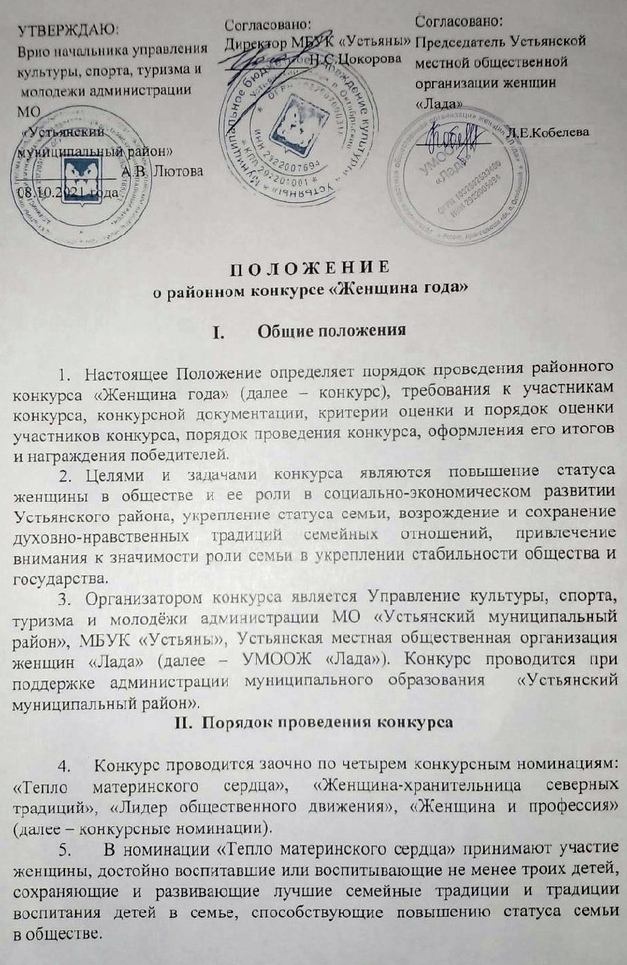 УТВЕРЖДАЮ:
Врио начальника управления
культуры, спорта, туризма и
молодежи администрации
МО
«Устьянский
муниципальный район»
А.В. Лютова
08.10.2021 года
Согласовано:
Директор МБУК «Устьяны»
Н.С.Цокорова
Согласовано:
Председатель Устьянской
местной общественной
организации женщин
«Лада»
Л.Е.Кобелева
УМООЖ
«Лада»
ПОЛОЖЕНИЕ
о районном конкурсе «Женщина года»
I. Общие положения
1. Настоящее Положение определяет порядок проведения районного
конкурса «Женщина года» (далее – конкурс), требования к участникам
конкурса, конкурсной документации, критерии оценки и порядок оценки
участников конкурса, порядок проведения конкурса, оформления его итогов
и награждения победителей.
2. Целями и задачами конкурса являются повышение статуса
женщины в обществе и ее роли в социально-экономическом развитии
Устьянского района, укрепление статуса семьи, возрождение и сохранение
духовно-нравственных традиций семейных отношений, привлечение
внимания к значимости роли семьи в укреплении стабильности общества и
государства.
3. Организатором конкурса является Управление культуры, спорта,
туризма и молодёжи администрации МО «Устьянский муниципальный
район», МБУК «Устьяны», Устьянская местная общественная организация
женщин «Лада» (далее – УМООЖ «Лада»). Конкурс проводится при
поддержке администрации муниципального образования «Устьянский
муниципальный район».
II. Порядок проведения конкурса
4. Конкурс проводится заочно по четырем конкурсным номинациям:
«Тепло материнского сердца», «Женщина-хранительница северных
традиций», «Лидер общественного движения», «Женщина и профессия»
(далее – конкурсные номинации).
5. В номинации «Тепло материнского сердца» принимают участие
женщины, достойно воспитавшие или воспитывающие не менее троих детей,
сохраняющие и развивающие лучшие семейные традиции и традиции
воспитания детей в семье, способствующие повышению статуса семьи
в обществе.